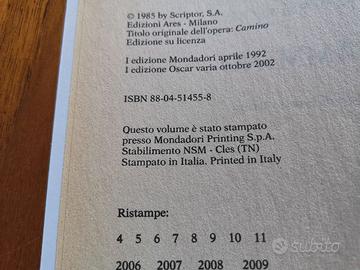 © 1985 by Scriptor, S.A.
Edizioni Ares - Milano
Titolo originale dell'opera: Camino
Edizione su licenza
I edizione Mondadori aprile 1992
I edizione Oscar varia ottobre 2002
ISBN 88-04-51455-8
Questo volume è stato stampato
presso Mondadori Printing S.p.A.
Stabilimento NSM - Cles (TN)
Stampato in Italia. Printed in Italy
Ristampe:
4 5 6 7 8 9 10 11
2006 2007 2008 2009
subito